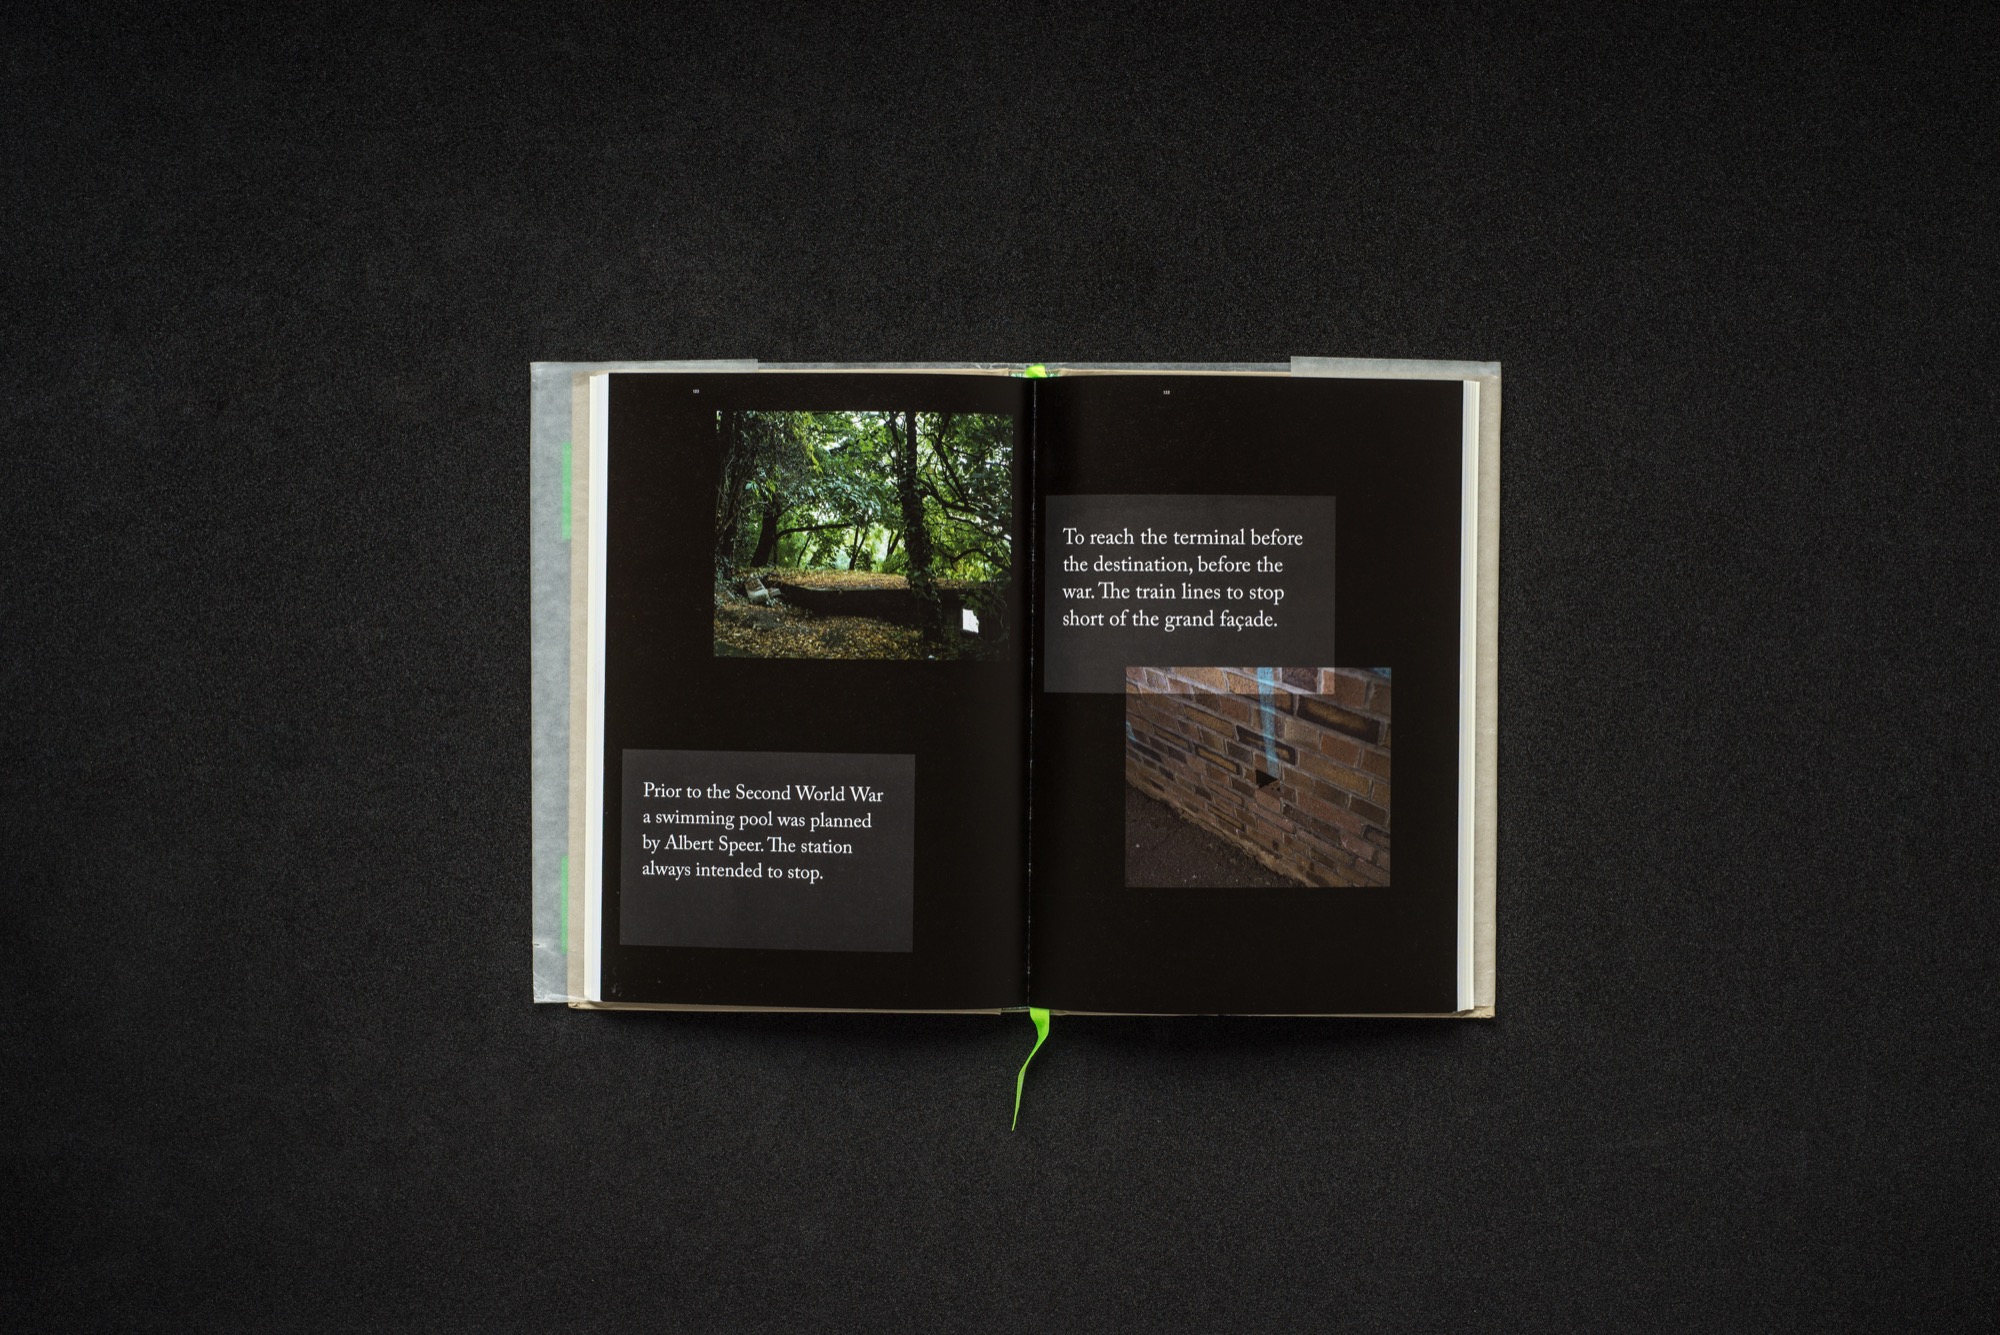 Prior to the Second World War
a swimming pool was planned
by Albert Speer. The station
always intended to stop.
To reach the terminal before
the destination, before the
war. The train lines to stop
short of the grand façade.